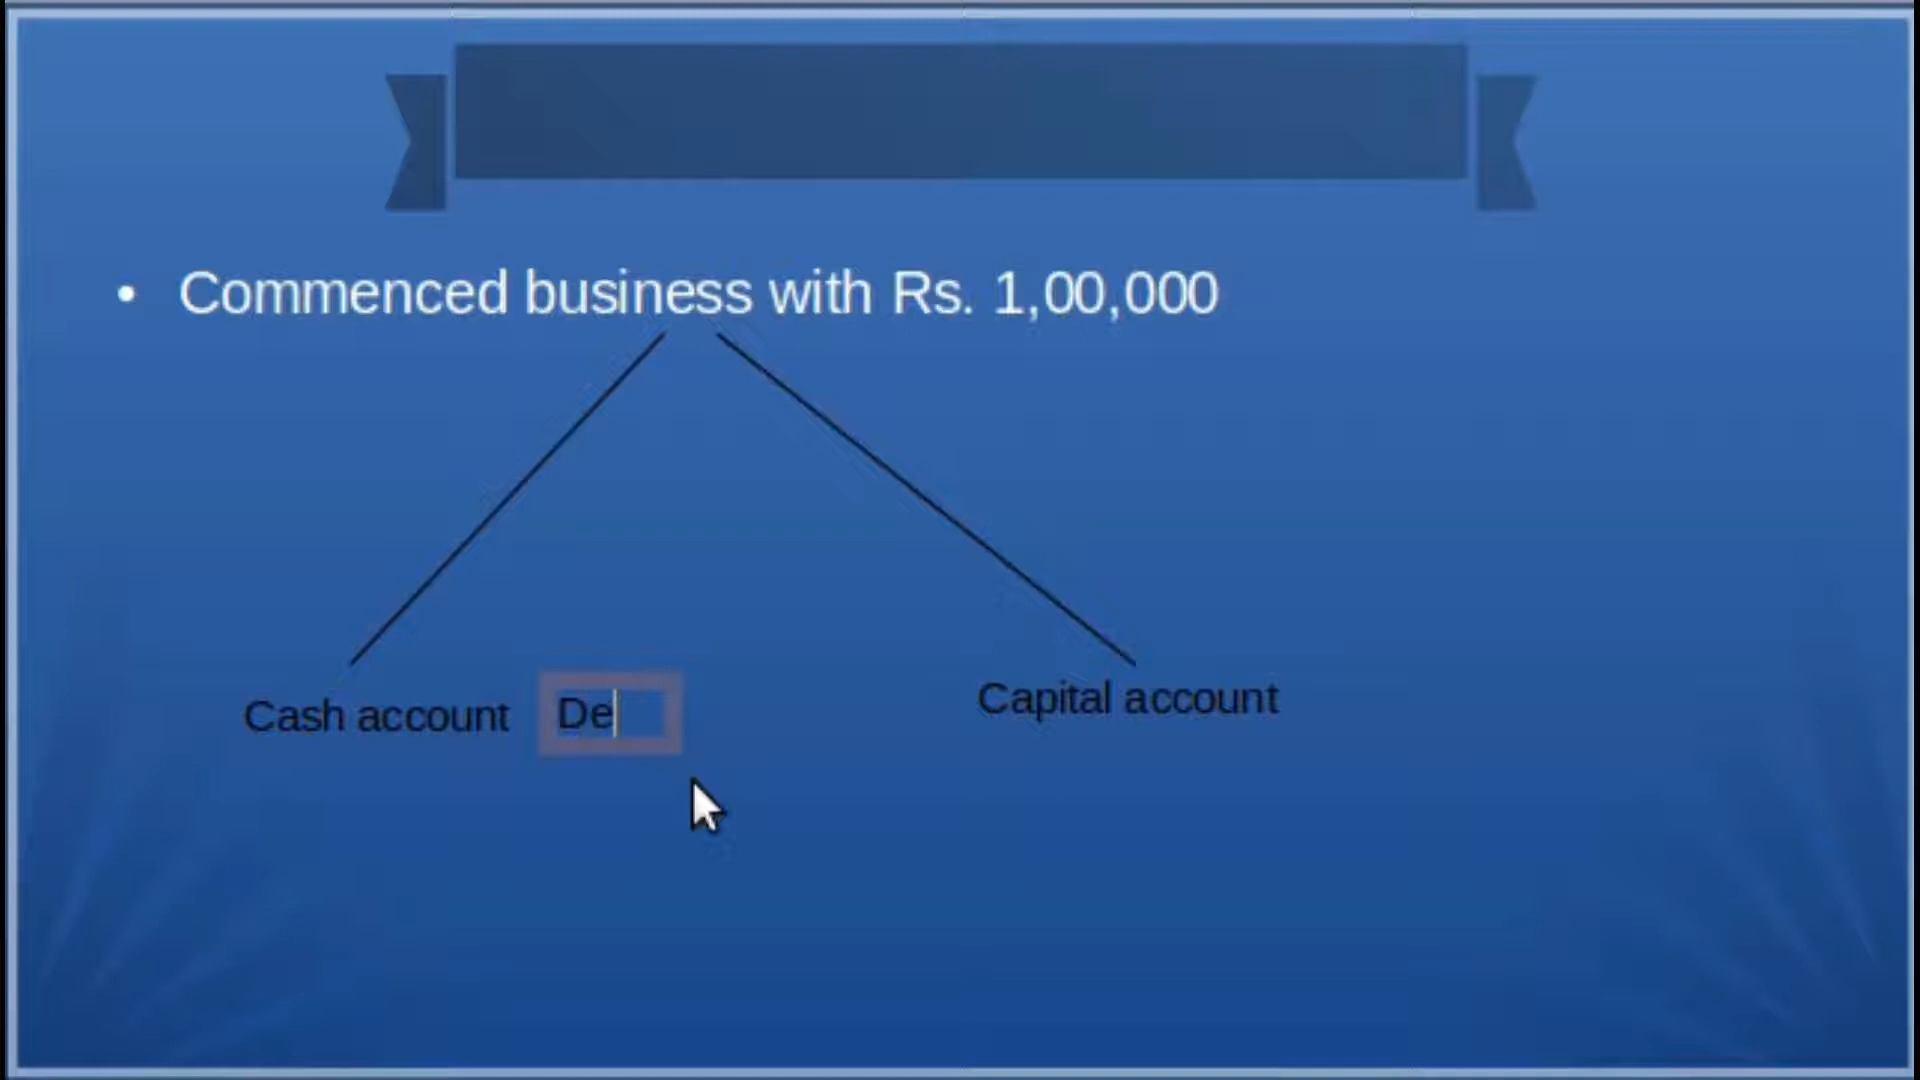 • Commenced business with Rs. 1,00,000
Cash account De Capital account